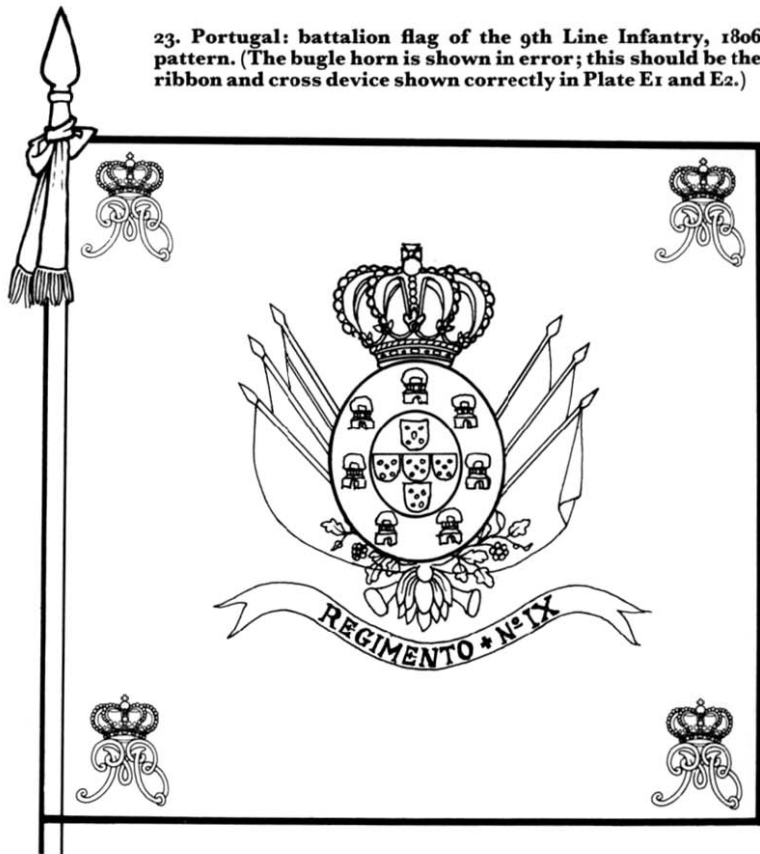 23. Portugal: battalion flag of the 9th Line Infantry, 1806
pattern. (The bugle horn is shown in error; this should be the
ribbon and cross device shown correctly in Plate E1 and E2.)
REGIMENTO + Nº IX